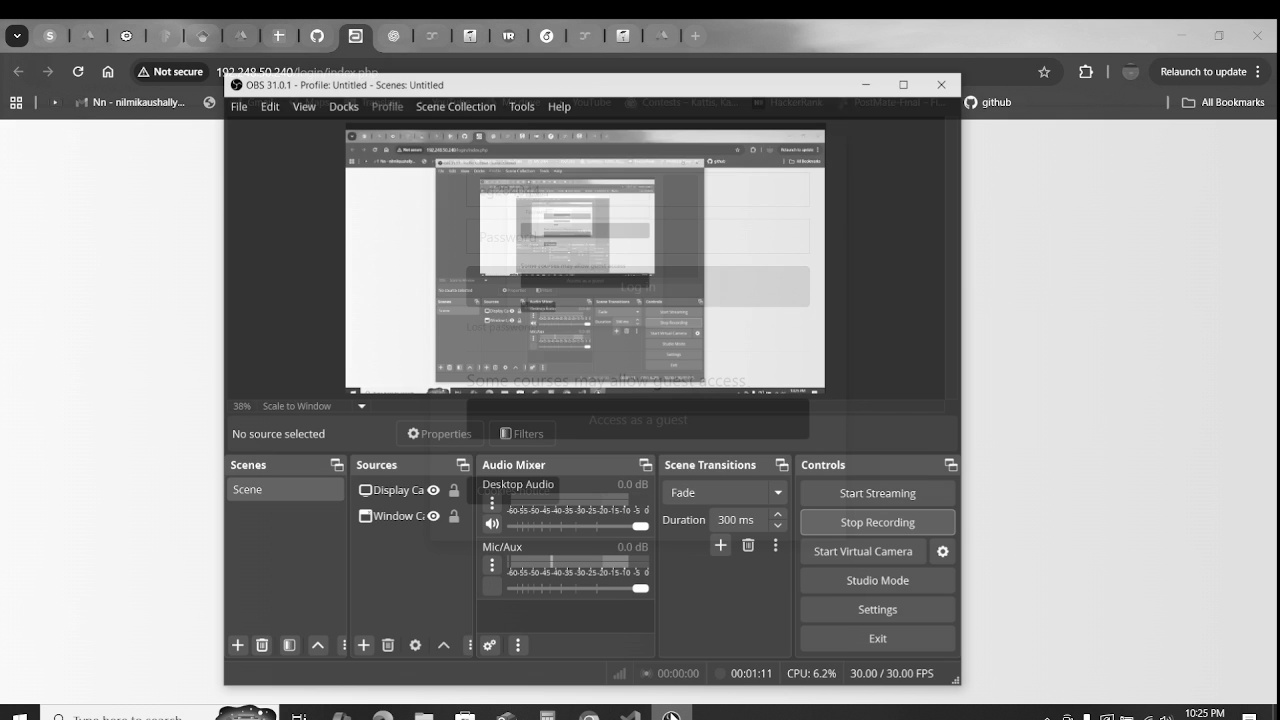 Not secure
192.248.50.240/login/index.php
Relaunch to update
Nn - nilmikaushally...
YouTube
Contests - Kattis, Ka...
HackerRank
PostMate-Final - Fi...
github
All Bookmarks
OBS 31.0.1 - Profile: Untitled - Scenes: Untitled
File Edit View Docks Profile Scene Collection Tools Help
Password
Log in
Lost password
Some courses may allow guest access
Access as a guest
38% Scale to Window
No source selected
Properties
Filters
Scenes
Scene
Sources
Display Ca
Window Ca
Audio Mixer
Desktop Audio 0.0 dB
-60-55-50-45-40-35-30-25-20-15-10 -5 0
Mic/Aux 0.0 dB
-60-55-50-45-40-35-30-25-20-15-10 -5 0
Scene Transitions
Fade
Duration 300 ms
Controls
Start Streaming
Stop Recording
Start Virtual Camera
Studio Mode
Settings
Exit
00:00:00
00:01:11
CPU: 6.2%
30.00 / 30.00 FPS
Type here to search
10:25 PM